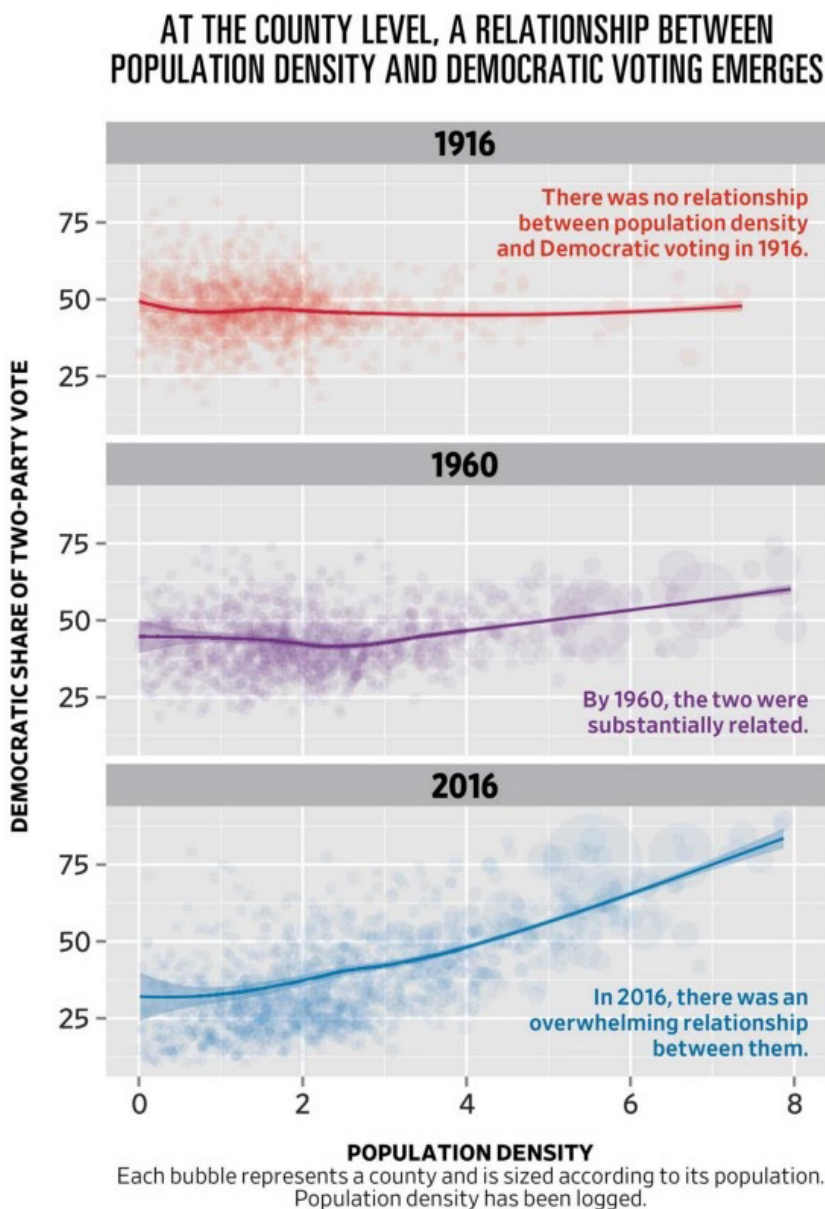 AT THE COUNTY LEVEL, A RELATIONSHIP BETWEEN
POPULATION DENSITY AND DEMOCRATIC VOTING EMERGES
DEMOCRATIC SHARE OF TWO-PARTY VOTE
1916
There was no relationship
between population density
and Democratic voting in 1916.
75
50
25
1960
75
50
25
By 1960, the two were
substantially related.
2016
75
50
25
In 2016, there was an
overwhelming relationship
between them.
0 2 4 6 8
POPULATION DENSITY
Each bubble represents a county and is sized according to its population.
Population density has been logged.